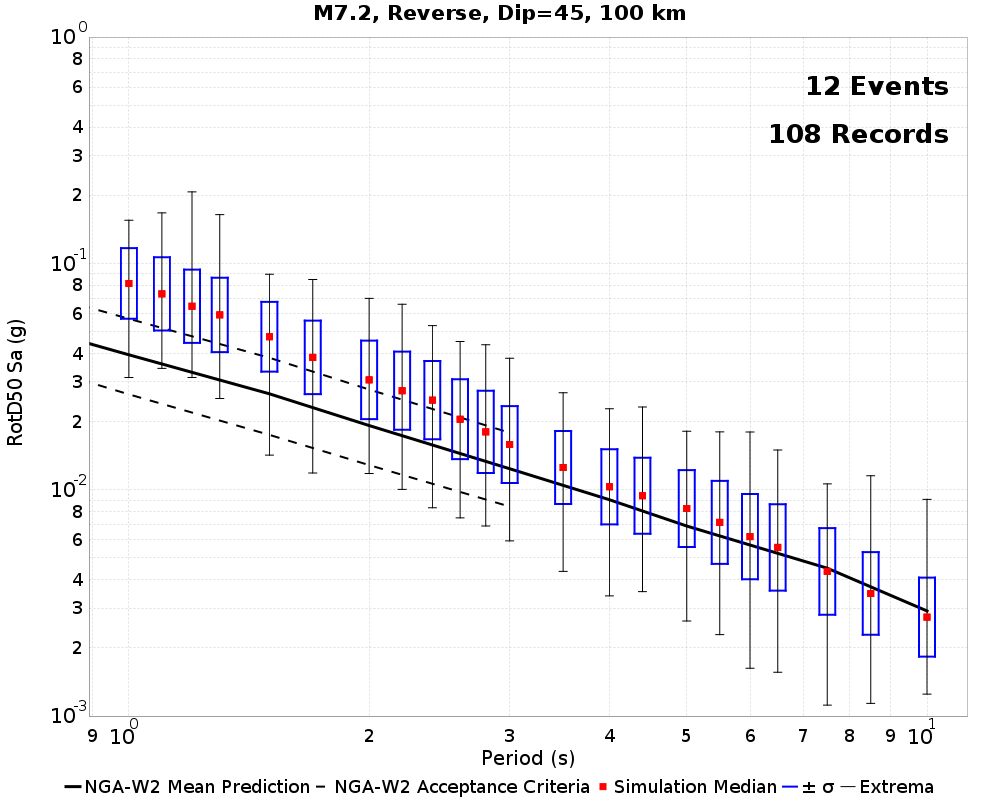 M7.2, Reverse, Dip=45, 100 km
12 Events
108 Records
RotD50 Sa (g)
10^0
8
6
4
3
2
10^-1
8
6
4
3
2
10^-2
8
6
4
3
2
10^-3
9 10^0 2 3 4 5 6 7 8 9 10^1
Period (s)
NGA-W2 Mean Prediction NGA-W2 Acceptance Criteria Simulation Median ± σ Extrema